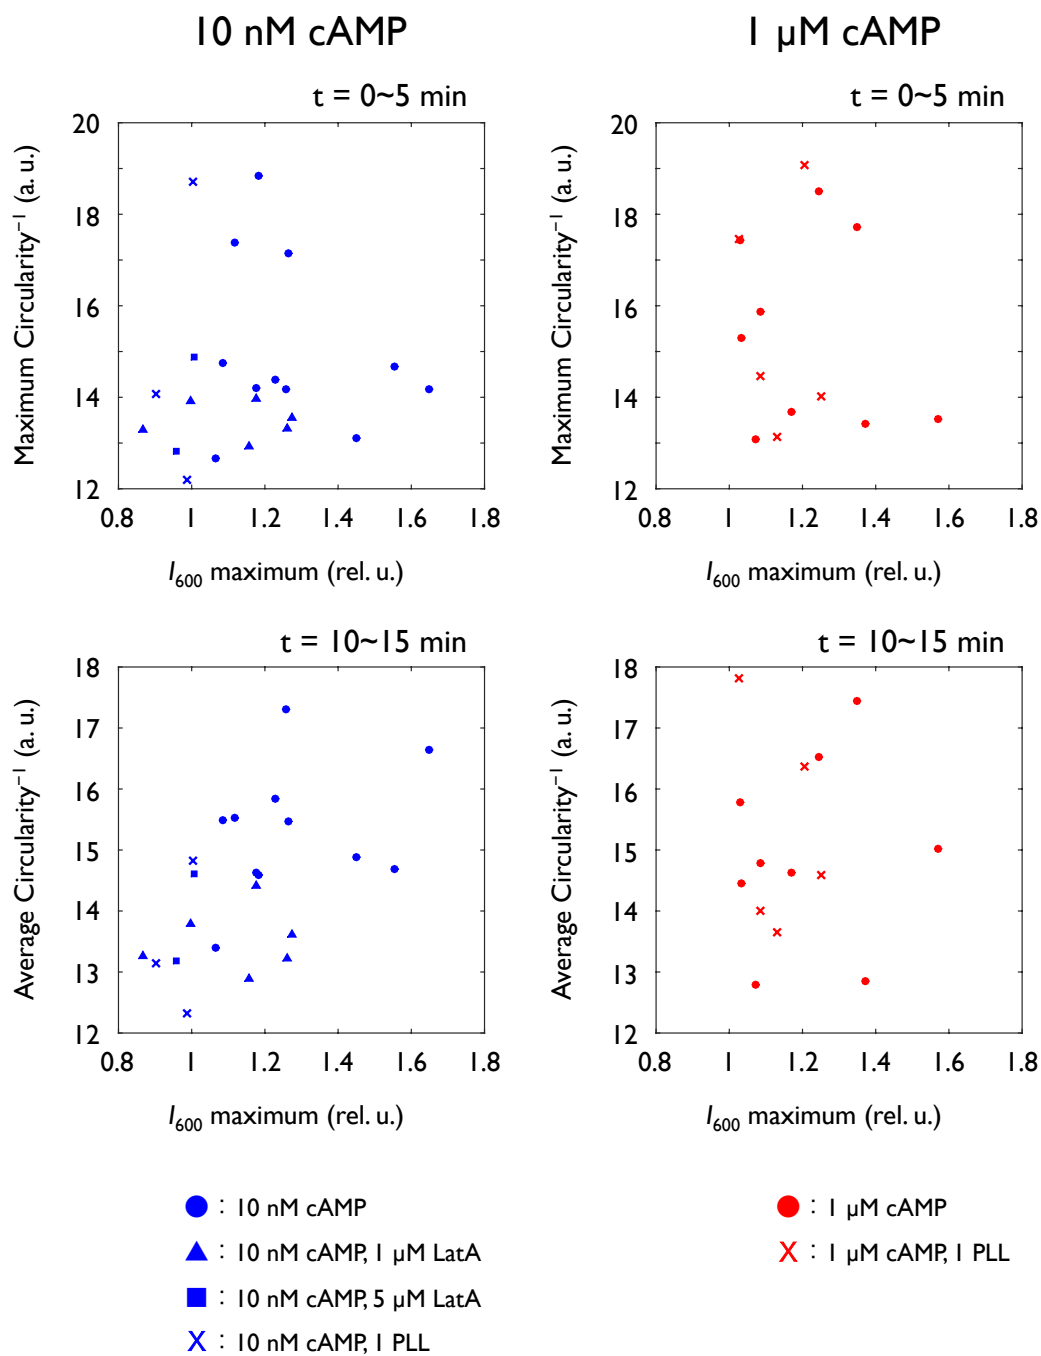 10 nM cAMP
1 µM cAMP
t = 0~5 min
t = 0~5 min
Maximum Circularity⁻¹ (a. u.)
20
18
16
14
12
0.8 1 1.2 1.4 1.6 1.8
I₆₀₀ maximum (rel. u.)
Maximum Circularity⁻¹ (a. u.)
20
18
16
14
12
0.8 1 1.2 1.4 1.6 1.8
I₆₀₀ maximum (rel. u.)
t = 10~15 min
t = 10~15 min
Average Circularity⁻¹ (a. u.)
18
17
16
15
14
13
12
0.8 1 1.2 1.4 1.6 1.8
I₆₀₀ maximum (rel. u.)
Average Circularity⁻¹ (a. u.)
18
17
16
15
14
13
12
0.8 1 1.2 1.4 1.6 1.8
I₆₀₀ maximum (rel. u.)
: 10 nM cAMP
: 10 nM cAMP, 1 µM LatA
: 10 nM cAMP, 5 µM LatA
: 10 nM cAMP, 1 PLL
: 1 µM cAMP
: 1 µM cAMP, 1 PLL